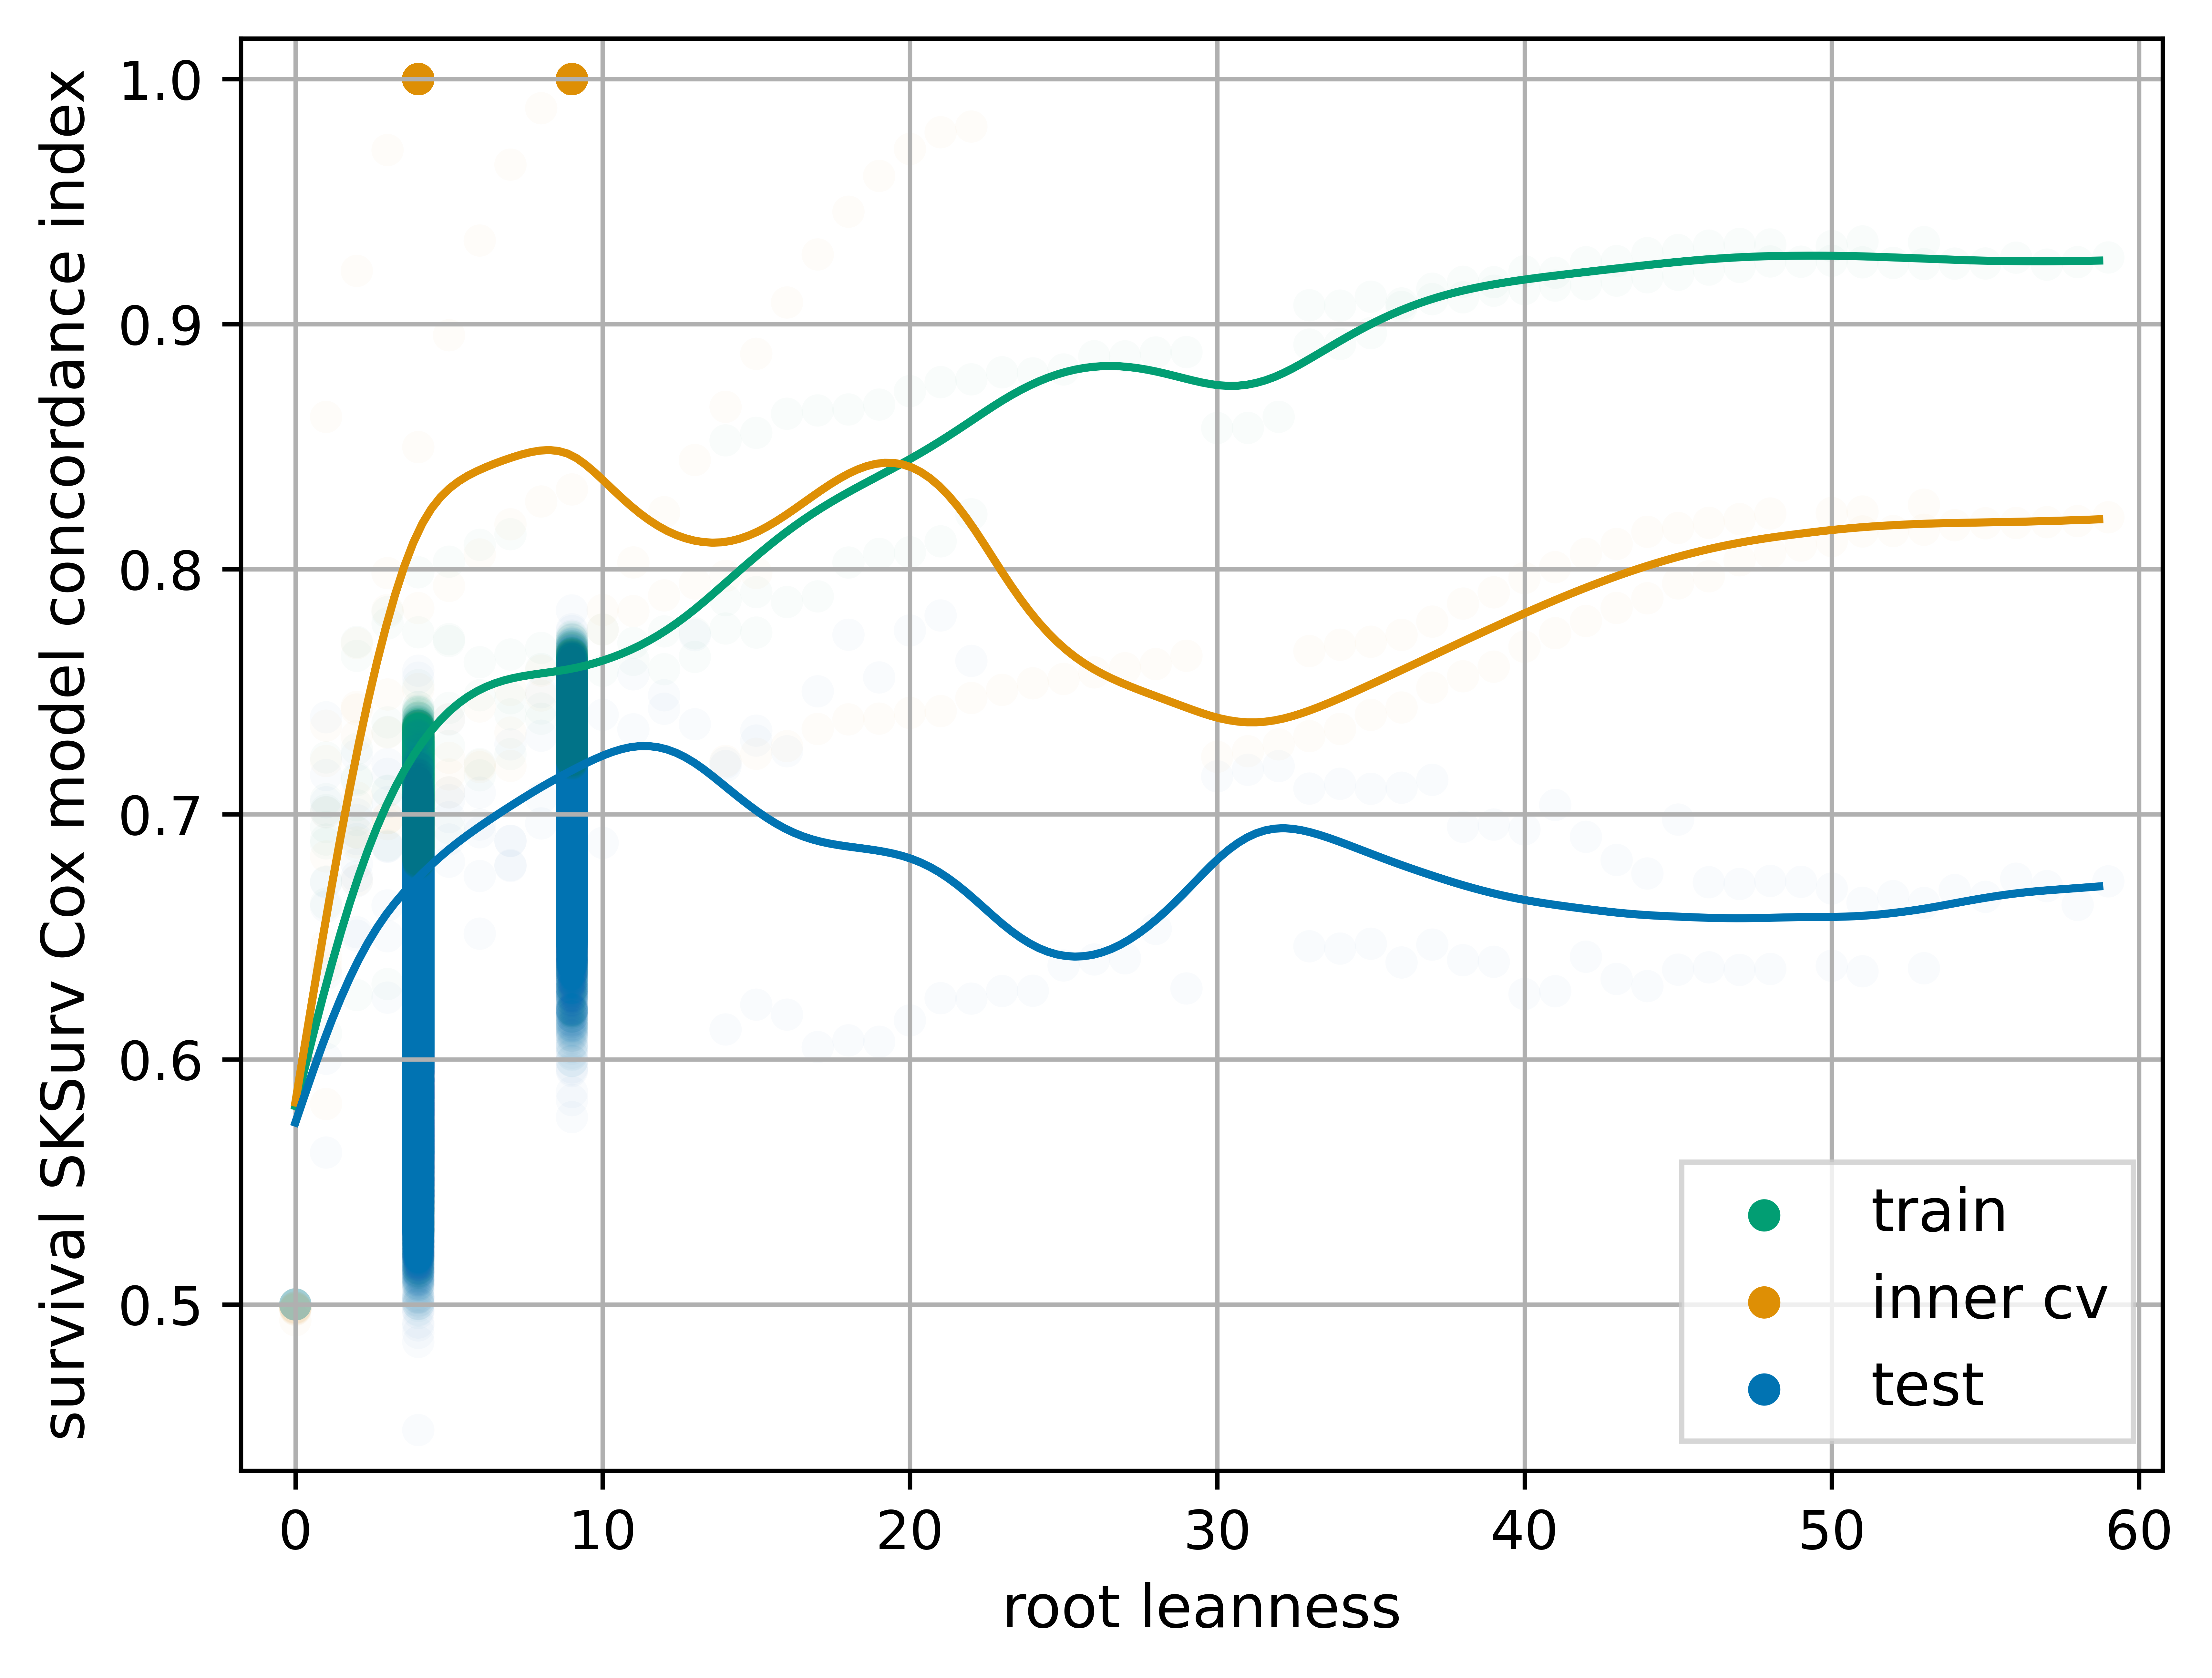 survival SKSurv Cox model concordance index
1.0
0.9
0.8
0.7
0.6
0.5
0 10 20 30 40 50 60
root leanness
train
inner cv
test